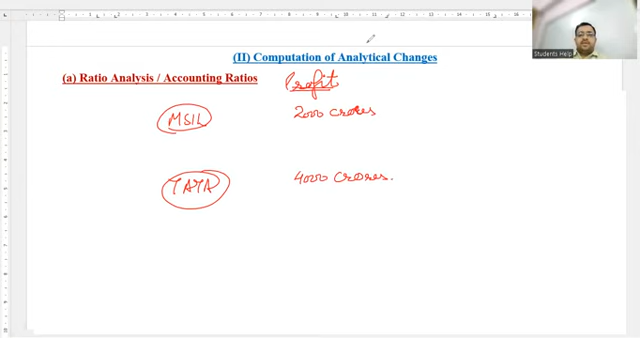 (II) Computation of Analytical Changes
(a) Ratio Analysis / Accounting Ratios Profit
MSIL 2000 crores
TATA 4000 crores.
Students Help